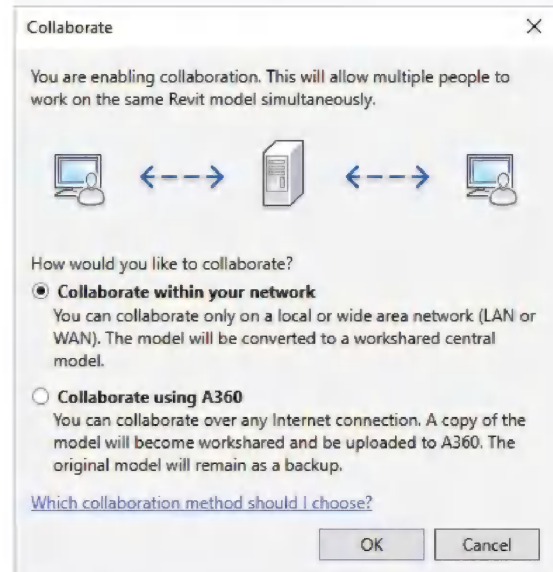 Collaborate
You are enabling collaboration. This will allow multiple people to
work on the same Revit model simultaneously.
How would you like to collaborate?
Collaborate within your network
You can collaborate only on a local or wide area network (LAN or
WAN). The model will be converted to a workshared central
model.
Collaborate using A360
You can collaborate over any Internet connection. A copy of the
model will become workshared and be uploaded to A360. The
original model will remain as a backup.
Which collaboration method should I choose?
OK
Cancel